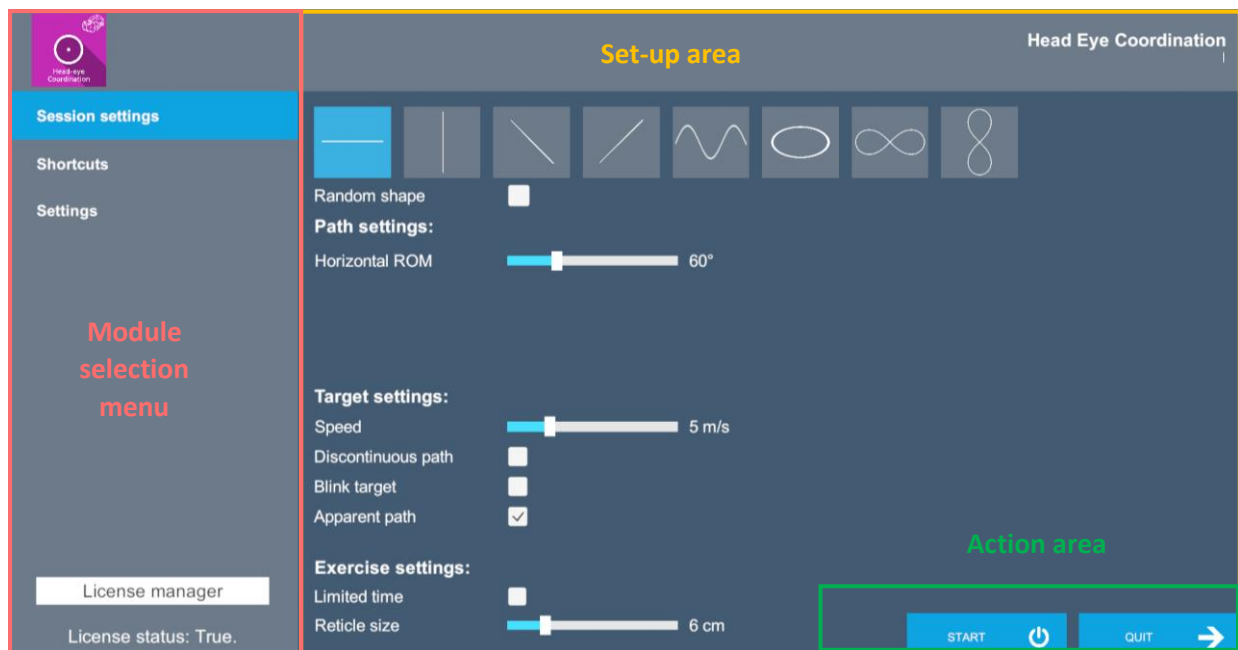 Head-eye
Coordination
Set-up area
Head Eye Coordination
Session settings
Shortcuts
Settings
Module
selection
menu
License manager
License status: True.
Random shape
Path settings:
Horizontal ROM 60°
Target settings:
Speed 5 m/s
Discontinuous path
Blink target
Apparent path
Exercise settings:
Limited time
Reticle size 6 cm
Action area
START QUIT